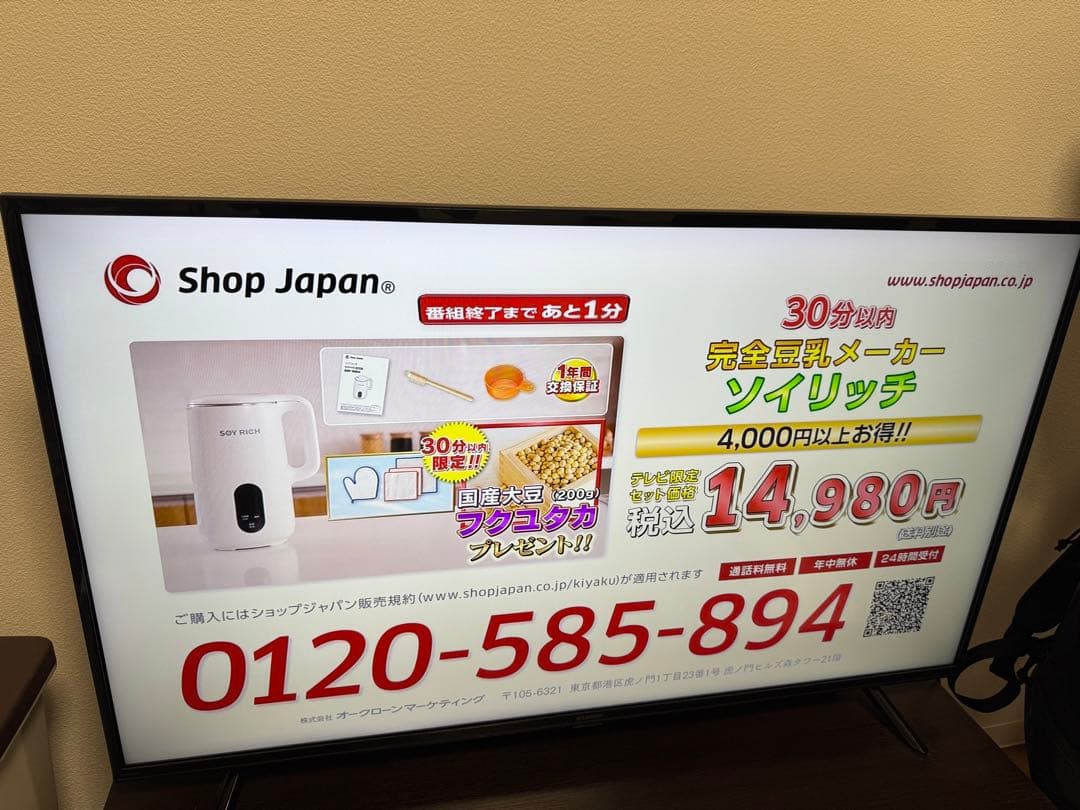 Shop Japan®
www.shopjapan.co.jp
番組終了まで あと1分
30分以内
完全豆乳メーカー
ソイリッチ
4,000円以上お得!!
テレビ限定
セット価格
税込 14,980円
(送料別途)
1年間
交換保証
SOY RICH
30分以内
限定!!
国産大豆 (200g)
フクユタカ
プレゼント!!
通話料無料 年中無休 24時間受付
ご購入にはショップジャパン販売規約(www.shopjapan.co.jp/kiyaku)が適用されます
0120-585-894
株式会社 オークローンマーケティング 〒105-6321 東京都港区虎ノ門1丁目23番1号 虎ノ門ヒルズ森タワー21階